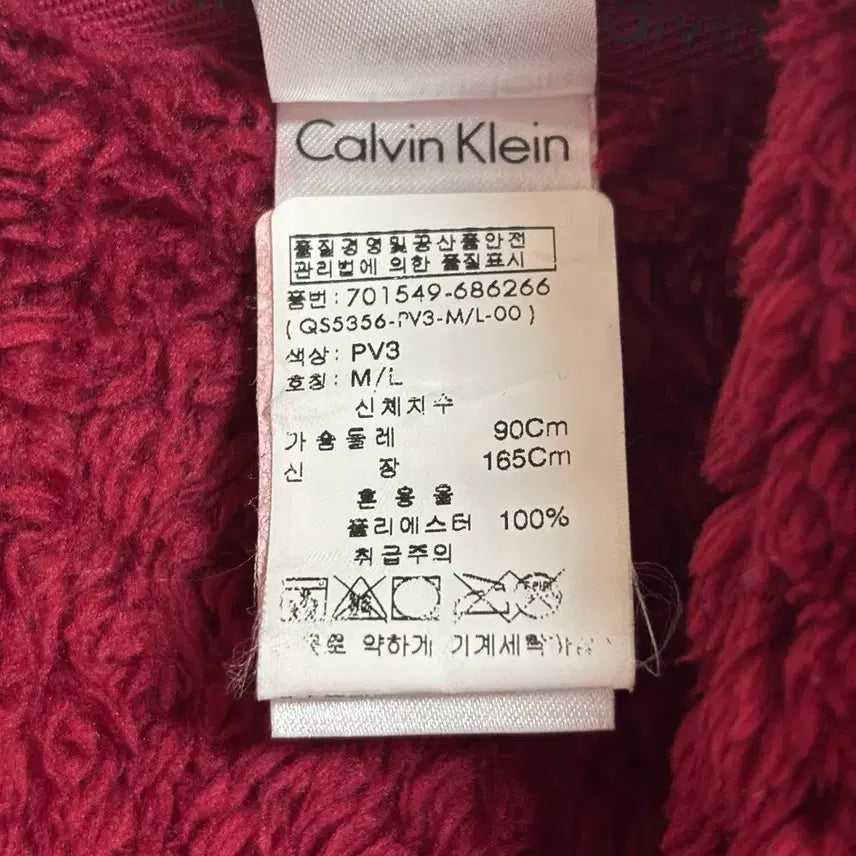 Calvin Klein
품질경영및공산품안전
관리법에 의한 품질표시
품번 : 701549-686266
( QS5356-PV3-M/L-00 )
색상 : PV3
호칭 : M/L
신체치수
가슴둘레 90Cm
신 장 165Cm
혼 용 율
폴리에스터 100%
취급주의
약하게 기계세탁